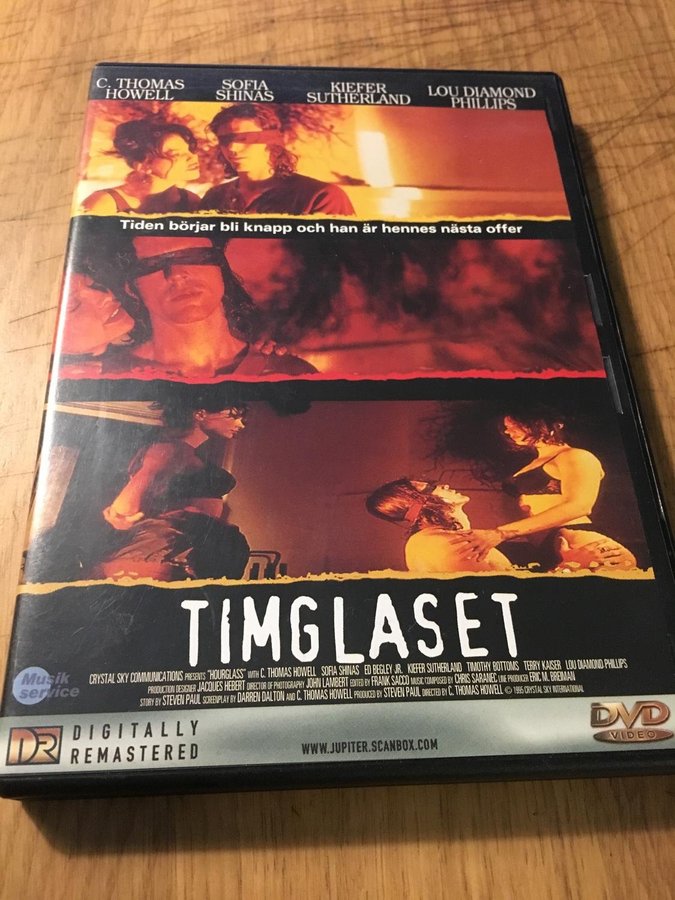 C. THOMAS HOWELL
SOFIA SHINAS
KIEFER SUTHERLAND
LOU DIAMOND PHILLIPS
Tiden börjar bli knapp och han är hennes nästa offer
TIMGLASET
CRYSTAL SKY COMMUNICATIONS PRESENTS "HOURGLASS" WITH C. THOMAS HOWELL SOFIA SHINAS ED BEGLEY JR. KIEFER SUTHERLAND TIMOTHY BOTTOMS TERRY KAISER LOU DIAMOND PHILLIPS
PRODUCTION DESIGNER JACQUES HEBERT DIRECTOR OF PHOTOGRAPHY JOHN LAMBERT EDITED BY FRANK SACCO MUSIC COMPOSED BY CHRIS SARANEC LINE PRODUCER ERIC M. BREIMAN
STORY BY STEVEN PAUL SCREENPLAY BY DARREN DALTON AND C. THOMAS HOWELL PRODUCED BY STEVEN PAUL DIRECTED BY C. THOMAS HOWELL © 1995 CRYSTAL SKY INTERNATIONAL
Musik
service
DR DIGITALLY
REMASTERED
WWW.JUPITER.SCANBOX.COM
DVD
VIDEO